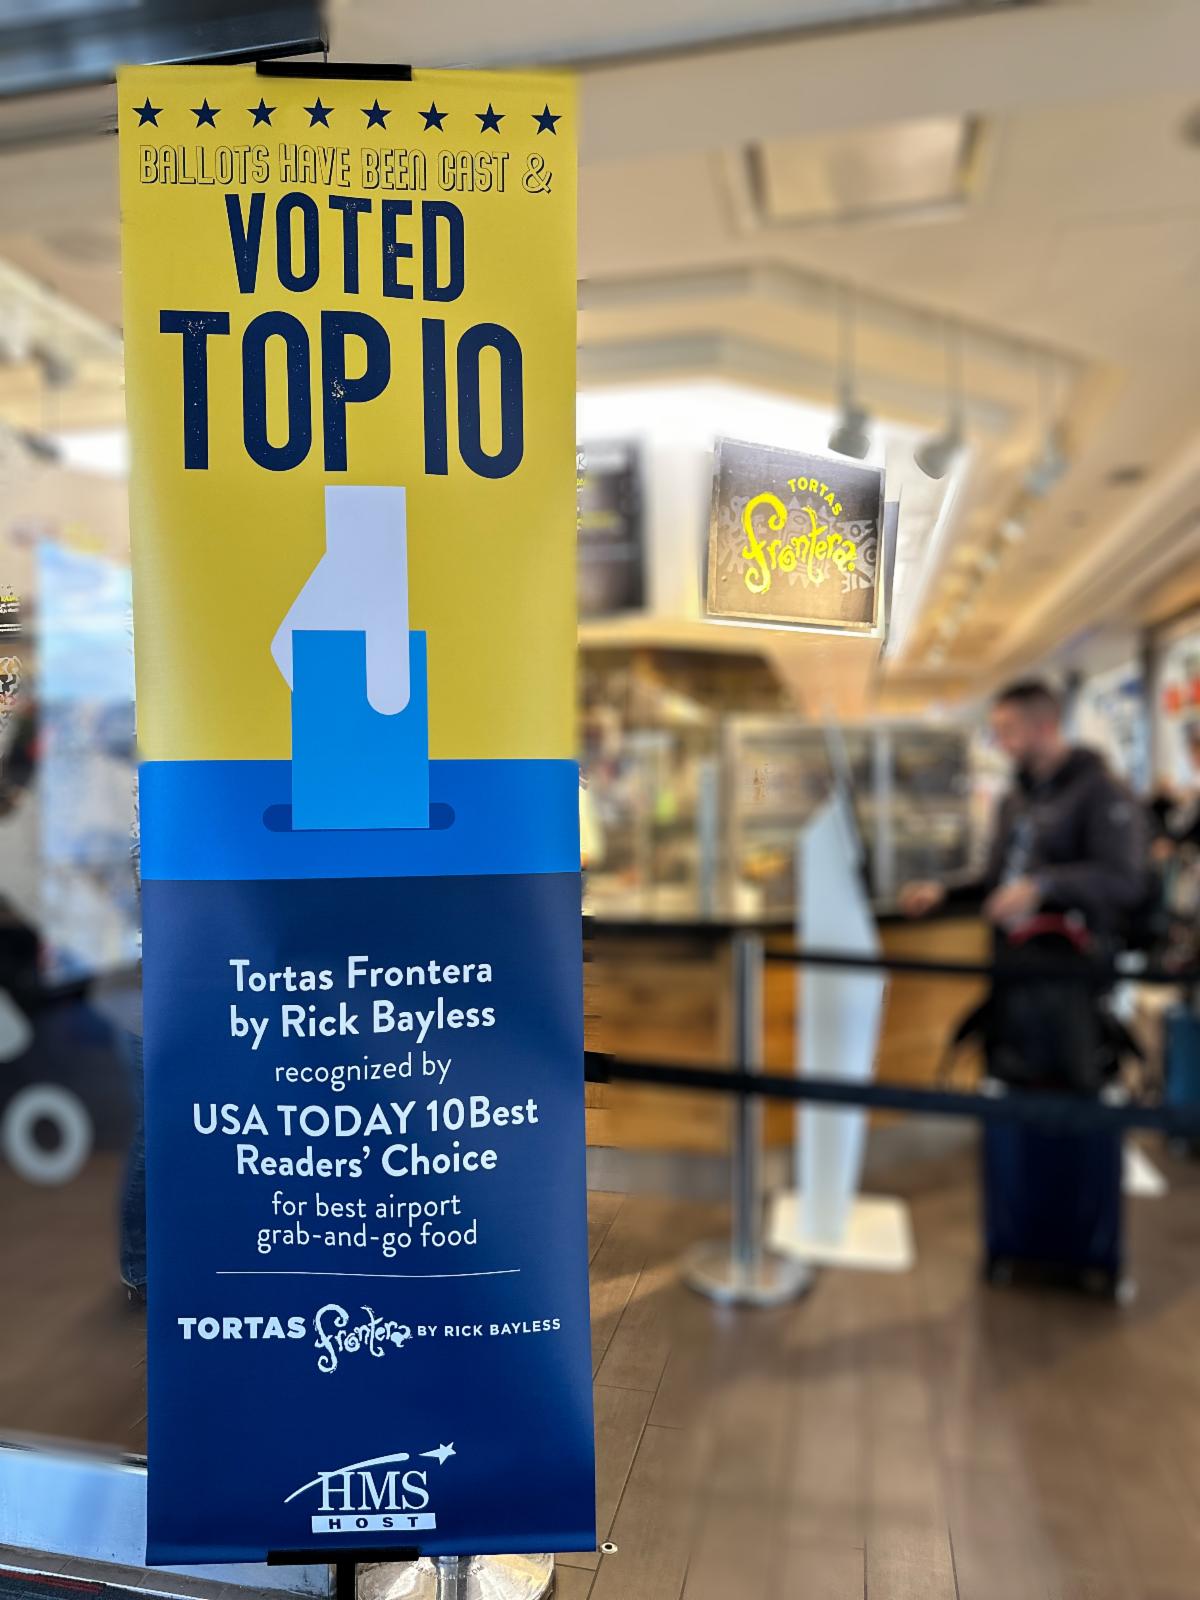 BALLOTS HAVE BEEN CAST &
VOTED
TOP 10
Tortas Frontera
by Rick Bayless
recognized by
USA TODAY 10Best
Readers' Choice
for best airport
grab-and-go food
TORTAS Frontera BY RICK BAYLESS
HMS
HOST
TORTAS
Frontera